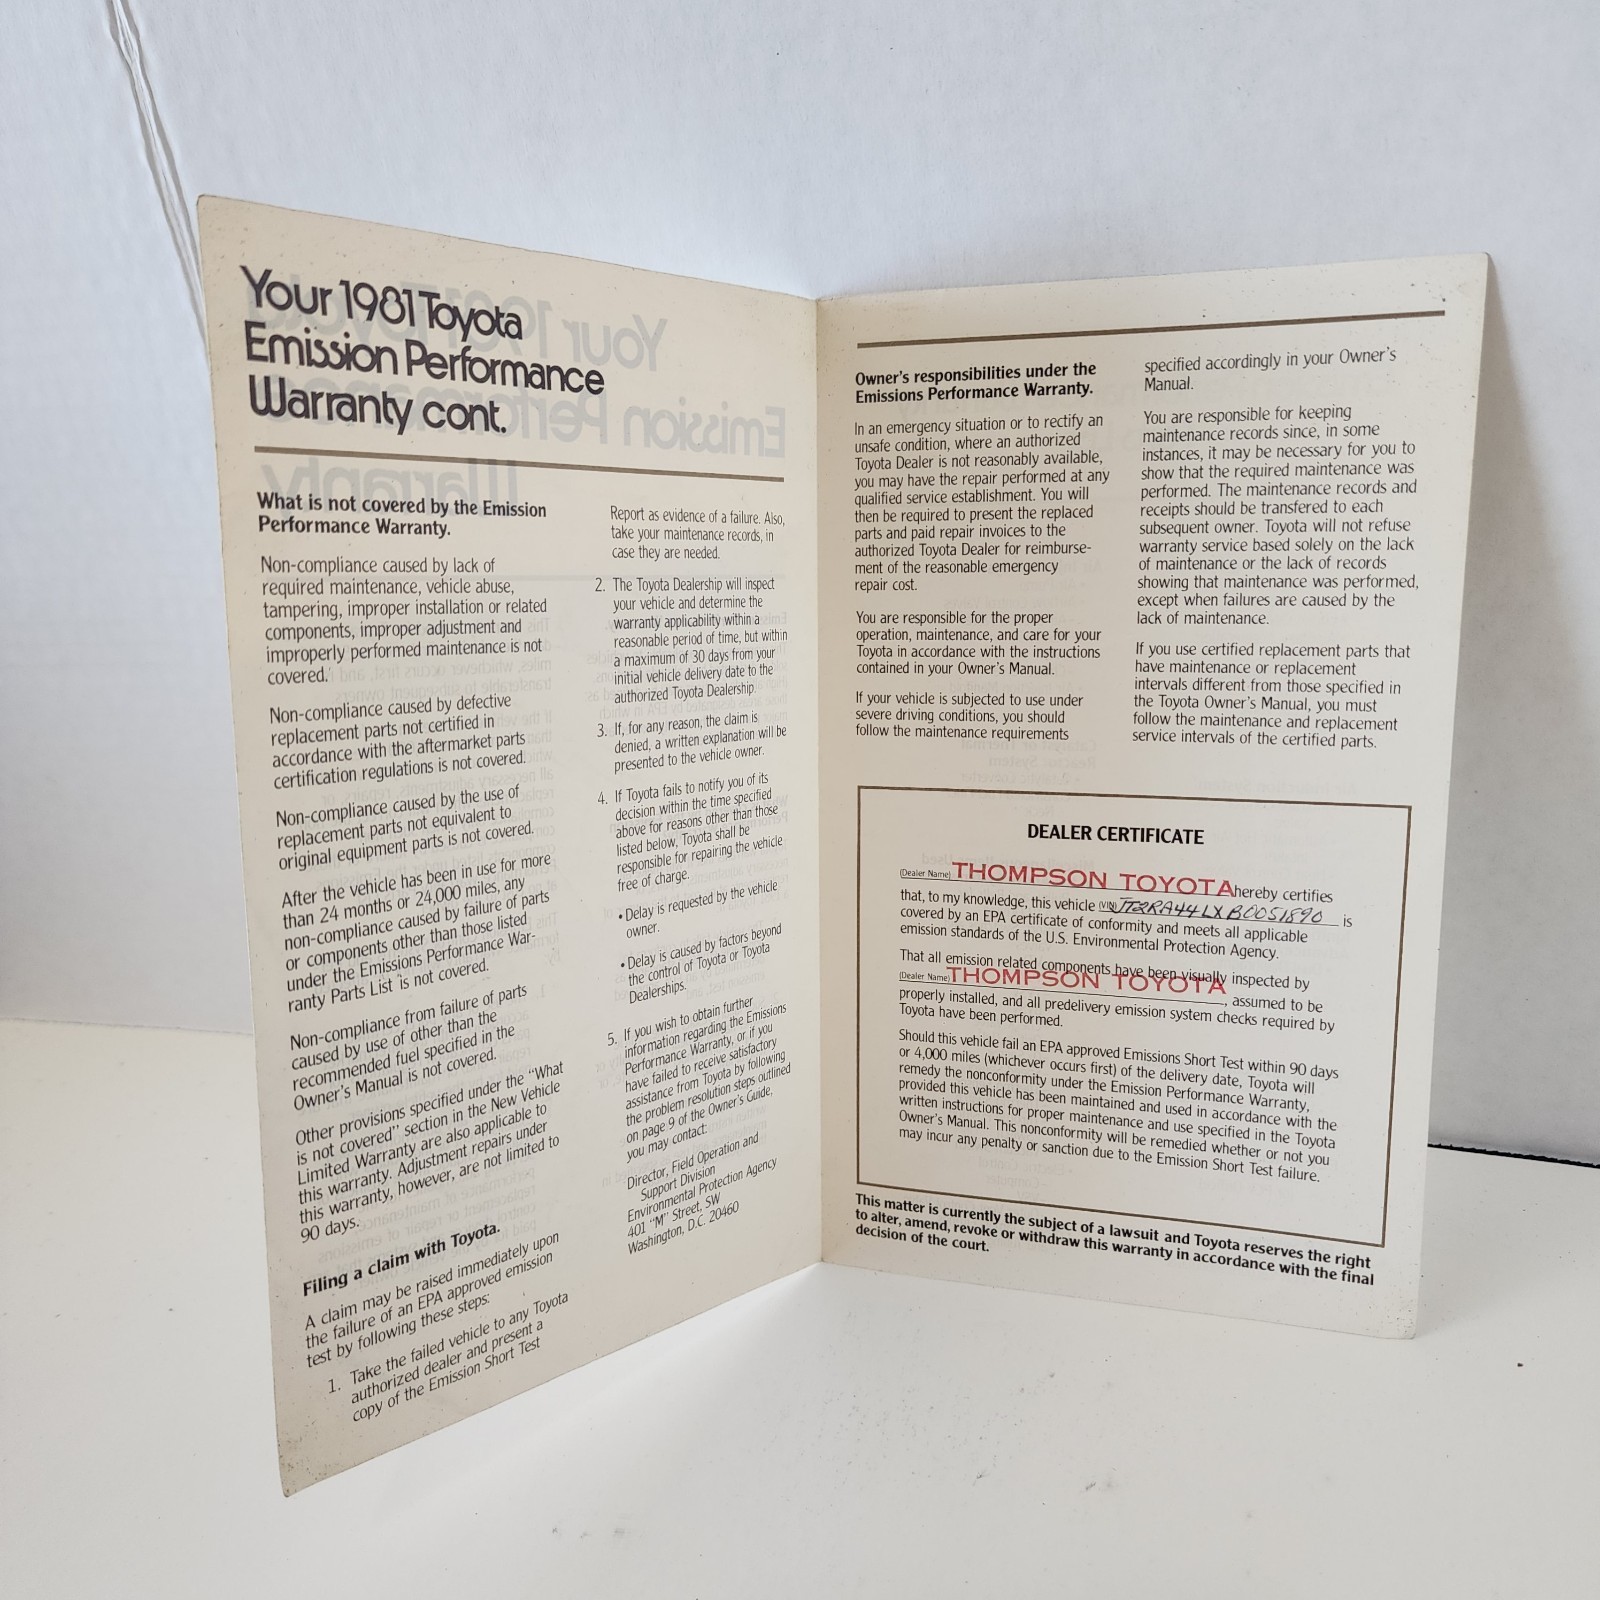 Your 1981 Toyota
Emission Performance
Warranty cont.
What is not covered by the Emission
Performance Warranty.
Non-compliance caused by lack of
required maintenance, vehicle abuse,
tampering, improper installation or related
components, improper adjustment and
improperly performed maintenance is not
covered.
Non-compliance caused by defective
replacement parts not certified in
accordance with the aftermarket parts
certification regulations is not covered.
Non-compliance caused by the use of
replacement parts not equivalent to
original equipment parts is not covered.
After the vehicle has been in use for more
than 24 months or 24,000 miles, any
non-compliance caused by failure of parts
or components other than those listed
under the Emissions Performance War-
ranty Parts List is not covered.
Non-compliance from failure of parts
caused by use of other than the
recommended fuel specified in the
Owner's Manual is not covered.
Other provisions specified under the "What
is not covered" section in the New Vehicle
Limited Warranty are also applicable to
this warranty. Adjustment repairs under
this warranty, however, are not limited to
90 days.
Filing a claim with Toyota.
A claim may be raised immediately upon
the failure of an EPA approved emission
test by following these steps:
1. Take the failed vehicle to any Toyota
authorized dealer and present a
copy of the Emission Short Test
Report as evidence of a failure. Also,
take your maintenance records, in
case they are needed.
2. The Toyota Dealership will inspect
your vehicle and determine the
warranty applicability within a
reasonable period of time, but within
a maximum of 30 days from your
initial vehicle delivery date to the
authorized Toyota Dealership.
3. If, for any reason, the claim is
denied, a written explanation will be
presented to the vehicle owner.
4. If Toyota fails to notify you of its
decision within the time specified
above for reasons other than those
listed below, Toyota shall be
responsible for repairing the vehicle
free of charge.
• Delay is requested by the vehicle
owner.
• Delay is caused by factors beyond
the control of Toyota or Toyota
Dealerships.
5. If you wish to obtain further
information regarding the Emissions
Performance Warranty, or if you
have failed to receive satisfactory
assistance from Toyota by following
the problem resolution steps outlined
on page 9 of the Owner's Guide,
you may contact:
Director, Field Operation and
Support Division
Environmental Protection Agency
401 "M" Street, SW
Washington, D.C. 20460
Owner's responsibilities under the
Emissions Performance Warranty.
In an emergency situation or to rectify an
unsafe condition, where an authorized
Toyota Dealer is not reasonably available,
you may have the repair performed at any
qualified service establishment. You will
then be required to present the replaced
parts and paid repair invoices to the
authorized Toyota Dealer for reimburse-
ment of the reasonable emergency
repair cost.
You are responsible for the proper
operation, maintenance, and care for your
Toyota in accordance with the instructions
contained in your Owner's Manual.
If your vehicle is subjected to use under
severe driving conditions, you should
follow the maintenance requirements
specified accordingly in your Owner's
Manual.
You are responsible for keeping
maintenance records since, in some
instances, it may be necessary for you to
show that the required maintenance was
performed. The maintenance records and
receipts should be transfered to each
subsequent owner. Toyota will not refuse
warranty service based solely on the lack
of maintenance or the lack of records
showing that maintenance was performed,
except when failures are caused by the
lack of maintenance.
If you use certified replacement parts that
have maintenance or replacement
intervals different from those specified in
the Toyota Owner's Manual, you must
follow the maintenance and replacement
service intervals of the certified parts.
DEALER CERTIFICATE
(Dealer Name) THOMPSON TOYOTA hereby certifies
that, to my knowledge, this vehicle (VIN) JT2RA44LXB0051890 is
covered by an EPA certificate of conformity and meets all applicable
emission standards of the U.S. Environmental Protection Agency.
That all emission related components have been visually inspected by
(Dealer Name) THOMPSON TOYOTA, assumed to be
properly installed, and all predelivery emission system checks required by
Toyota have been performed.
Should this vehicle fail an EPA approved Emissions Short Test within 90 days
or 4,000 miles (whichever occurs first) of the delivery date, Toyota will
remedy the nonconformity under the Emission Performance Warranty,
provided this vehicle has been maintained and used in accordance with the
written instructions for proper maintenance and use specified in the Toyota
Owner's Manual. This nonconformity will be remedied whether or not you
may incur any penalty or sanction due to the Emission Short Test failure.
This matter is currently the subject of a lawsuit and Toyota reserves the right
to alter, amend, revoke or withdraw this warranty in accordance with the final
decision of the court.